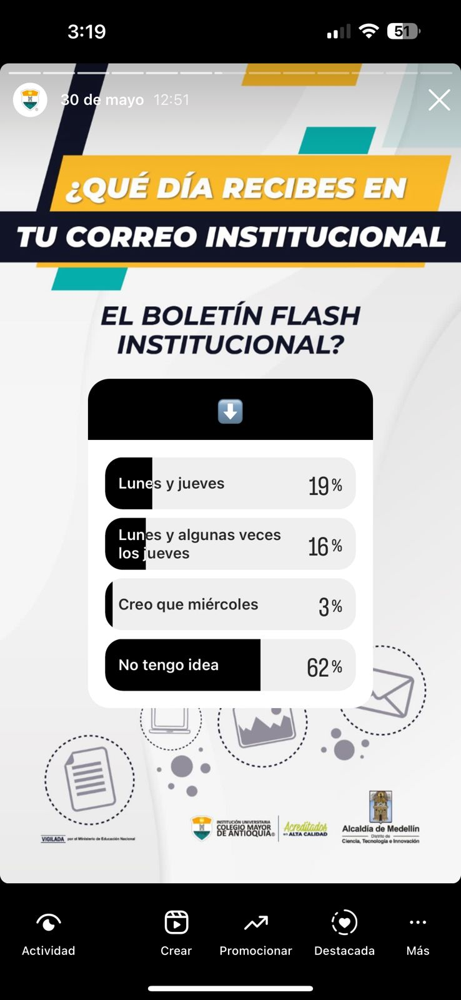 3:19
51
30 de mayo 12:51
¿QUÉ DÍA RECIBES EN
TU CORREO INSTITUCIONAL
EL BOLETÍN FLASH
INSTITUCIONAL?
Lunes y jueves 19%
Lunes y algunas veces
los jueves 16%
Creo que miércoles 3%
No tengo idea 62%
VIGILADA por el Ministerio de Educación Nacional
INSTITUCIÓN UNIVERSITARIA
COLEGIO MAYOR
DE ANTIOQUIA®
Acreditados
EN ALTA CALIDAD
Alcaldía de Medellín
Distrito de
Ciencia, Tecnología e Innovación
Actividad
Crear
Promocionar
Destacada
Más